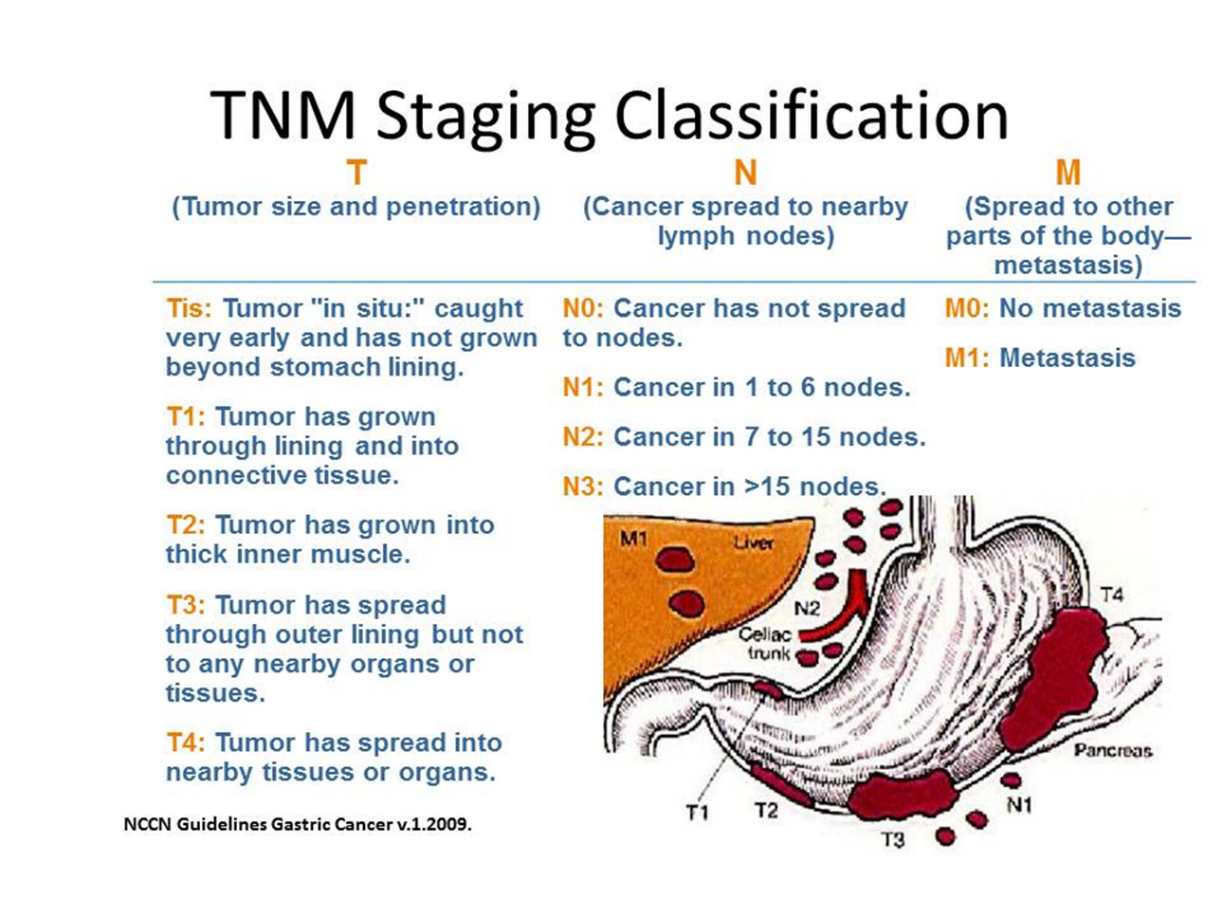 TNM Staging Classification
T
(Tumor size and penetration)
N
(Cancer spread to nearby
lymph nodes)
M
(Spread to other
parts of the body—
metastasis)
Tis: Tumor "in situ:" caught
very early and has not grown
beyond stomach lining.
T1: Tumor has grown
through lining and into
connective tissue.
T2: Tumor has grown into
thick inner muscle.
T3: Tumor has spread
through outer lining but not
to any nearby organs or
tissues.
T4: Tumor has spread into
nearby tissues or organs.
N0: Cancer has not spread
to nodes.
N1: Cancer in 1 to 6 nodes.
N2: Cancer in 7 to 15 nodes.
N3: Cancer in >15 nodes.
M0: No metastasis
M1: Metastasis
M1
Liver
N2
Celiac
trunk
T4
Pancreas
T1
T2
T3
N1
NCCN Guidelines Gastric Cancer v.1.2009.